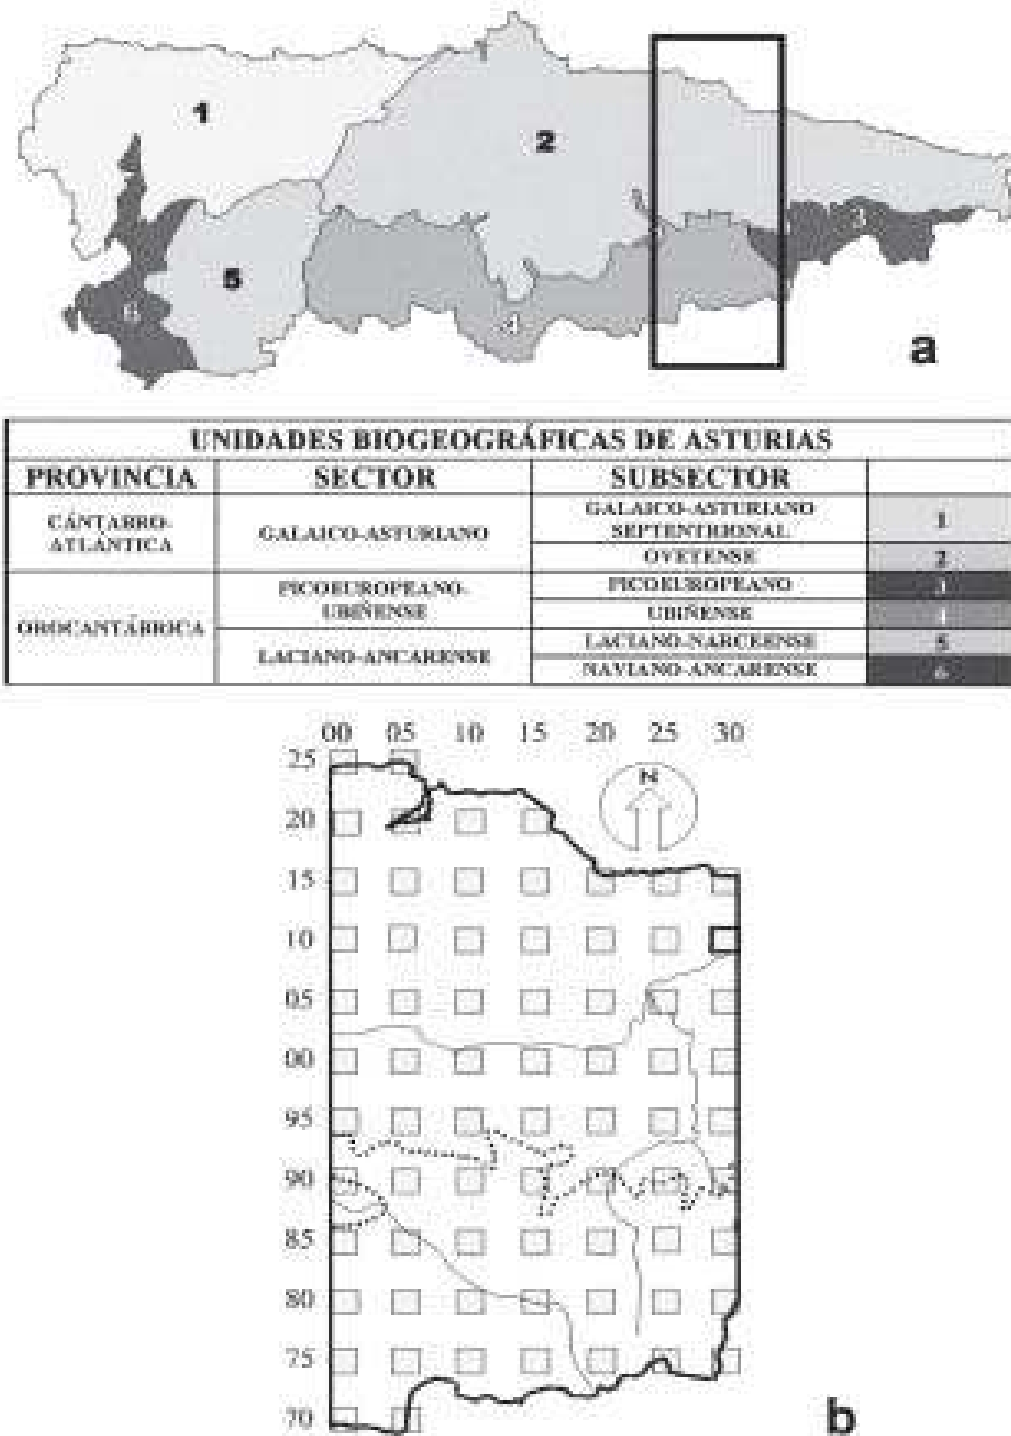 1
2
3
5
4
6
a
UNIDADES BIOGEOGRÁFICAS DE ASTURIAS
PROVINCIA SECTOR SUBSECTOR
CÁNTABRO-ATLÁNTICA GALAICO-ASTURIANO GALAICO-ASTURIANO SEPTENTRIONAL 1
OVETENSE 2
OROCANTÁBRICA PICOEUROPEANO-UBIÑENSE PICOEUROPEANO 3
UBIÑENSE 4
LACIANO-ANCARENSE LACIANO-NARCEENSE 5
NAVIANO-ANCARENSE 6
00 05 10 15 20 25 30
N
25
20
15
10
05
00
95
90
85
80
75
70
b